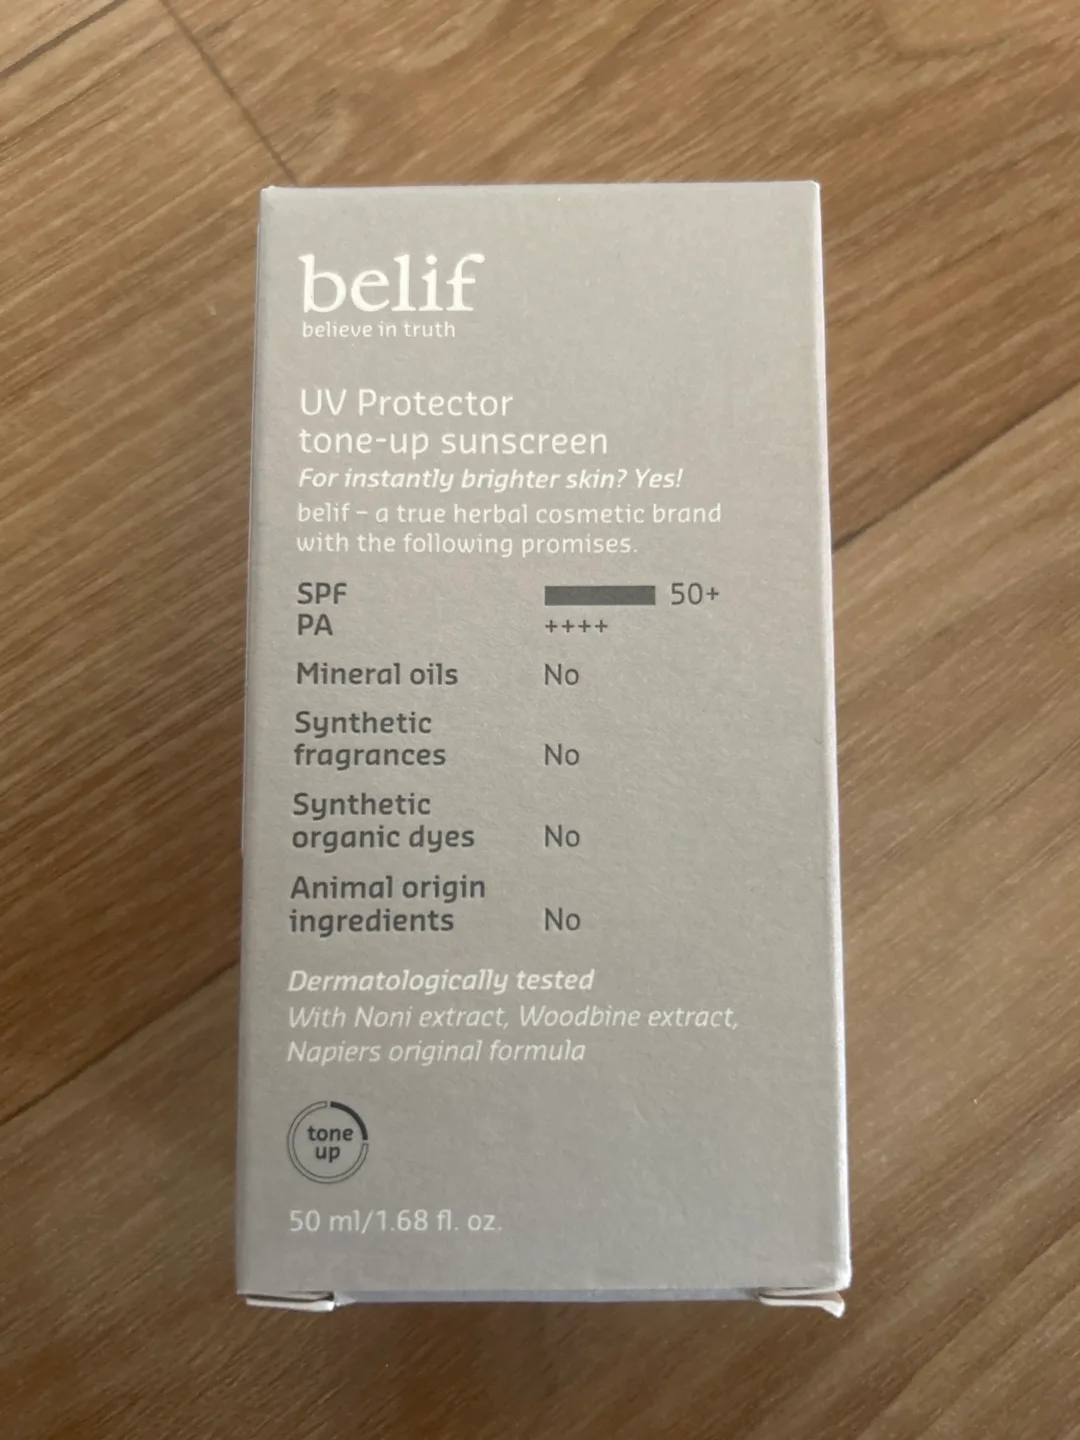 belif
believe in truth
UV Protector
tone-up sunscreen
For instantly brighter skin? Yes!
belif – a true herbal cosmetic brand
with the following promises.
SPF 50+
PA ++++
Mineral oils No
Synthetic
fragrances No
Synthetic
organic dyes No
Animal origin
ingredients No
Dermatologically tested
With Noni extract, Woodbine extract,
Napiers original formula
tone
up
50 ml/1.68 fl. oz.